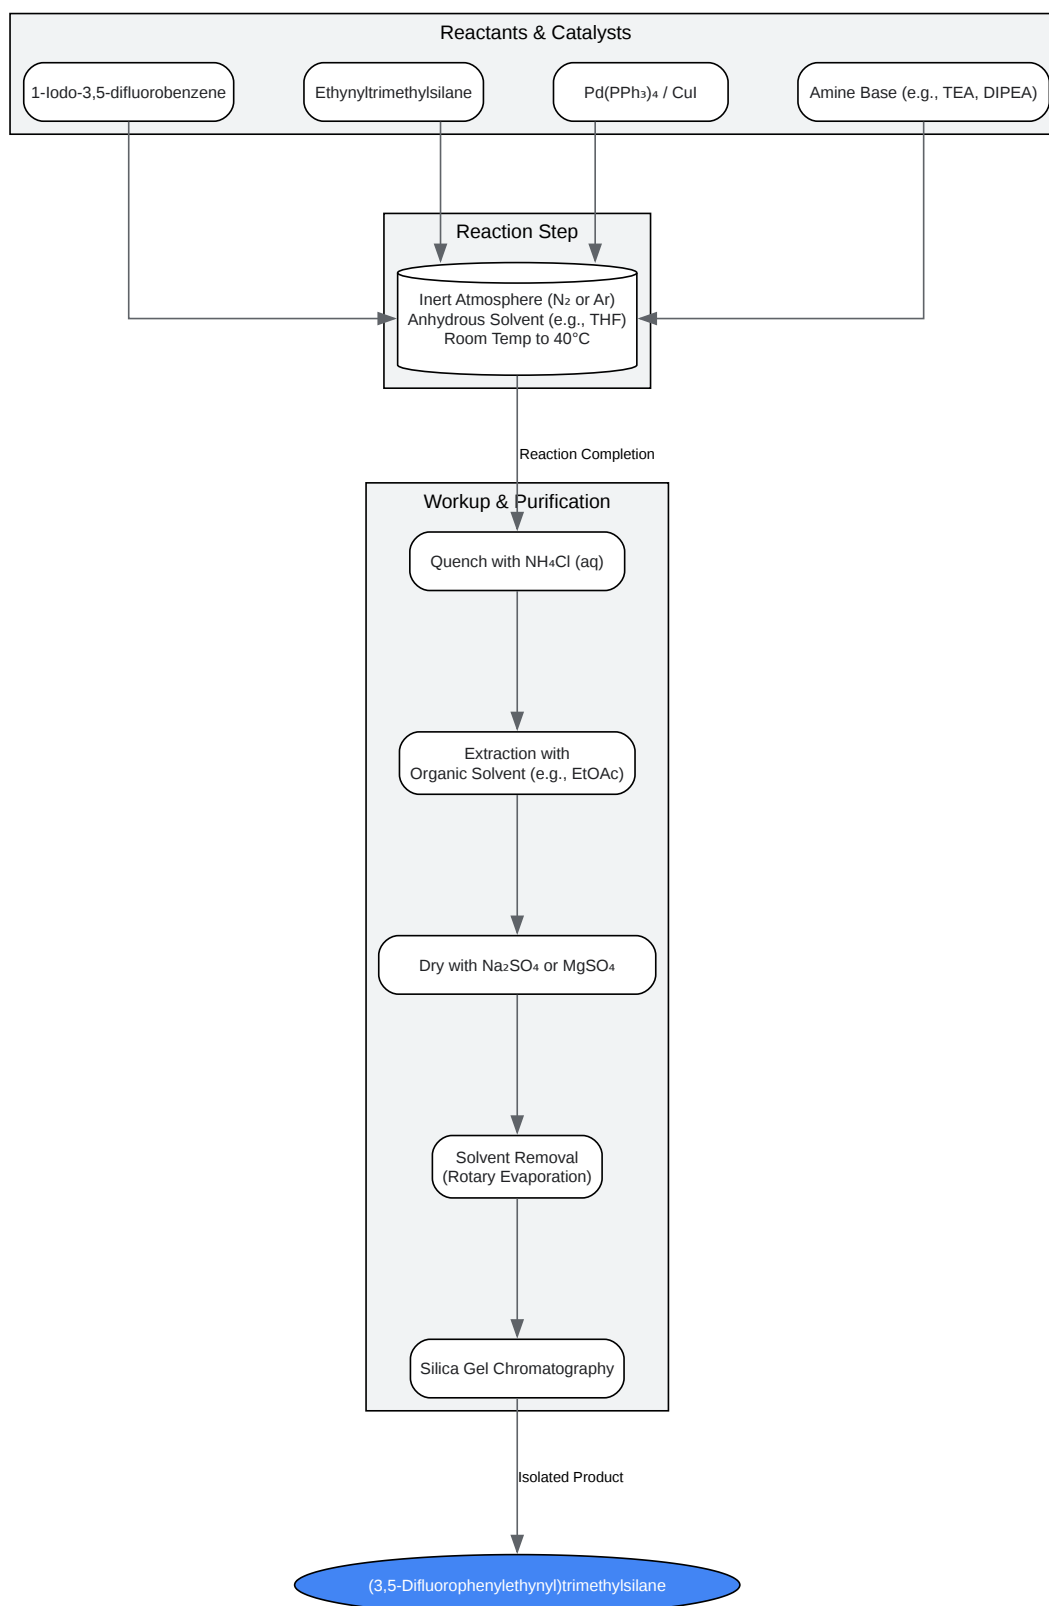 Reactants & Catalysts
1-Iodo-3,5-difluorobenzene
Ethynyltrimethylsilane
Pd(PPh₃)₄ / CuI
Amine Base (e.g., TEA, DIPEA)
Reaction Step
Inert Atmosphere (N₂ or Ar)
Anhydrous Solvent (e.g., THF)
Room Temp to 40°C
Reaction Completion
Workup & Purification
Quench with NH₄Cl (aq)
Extraction with
Organic Solvent (e.g., EtOAc)
Dry with Na₂SO₄ or MgSO₄
Solvent Removal
(Rotary Evaporation)
Silica Gel Chromatography
Isolated Product
(3,5-Difluorophenylethynyl)trimethylsilane